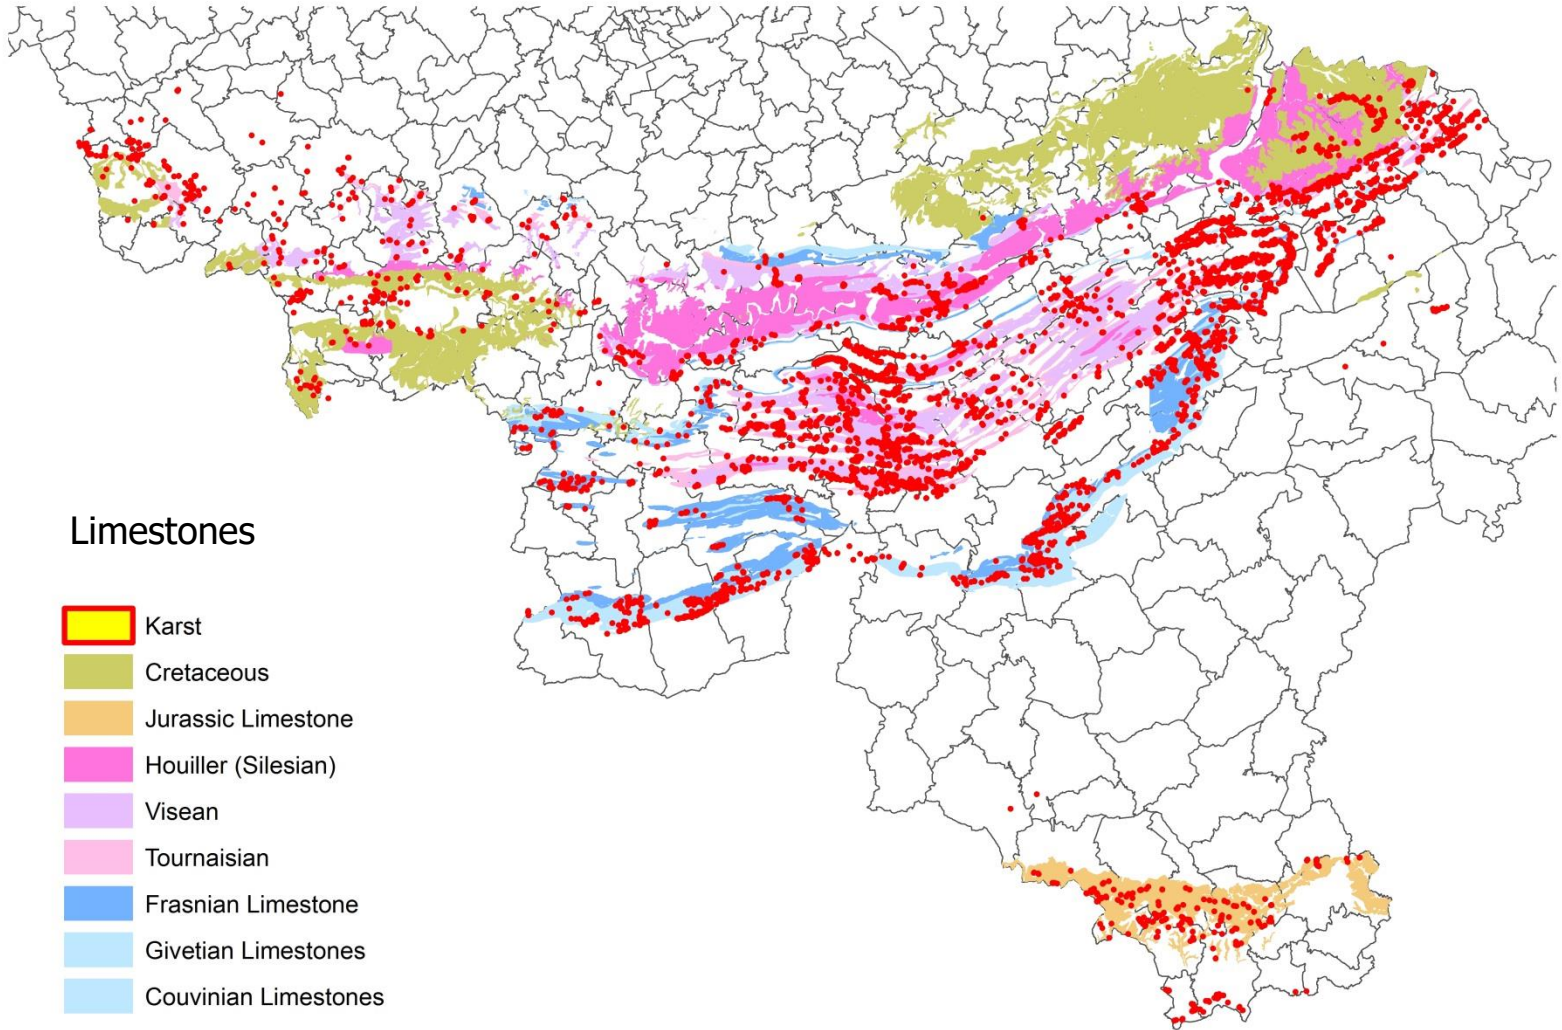 Limestones
Karst
Cretaceous
Jurassic Limestone
Houiller (Silesian)
Visean
Tournaisian
Frasnian Limestone
Givetian Limestones
Couvinian Limestones